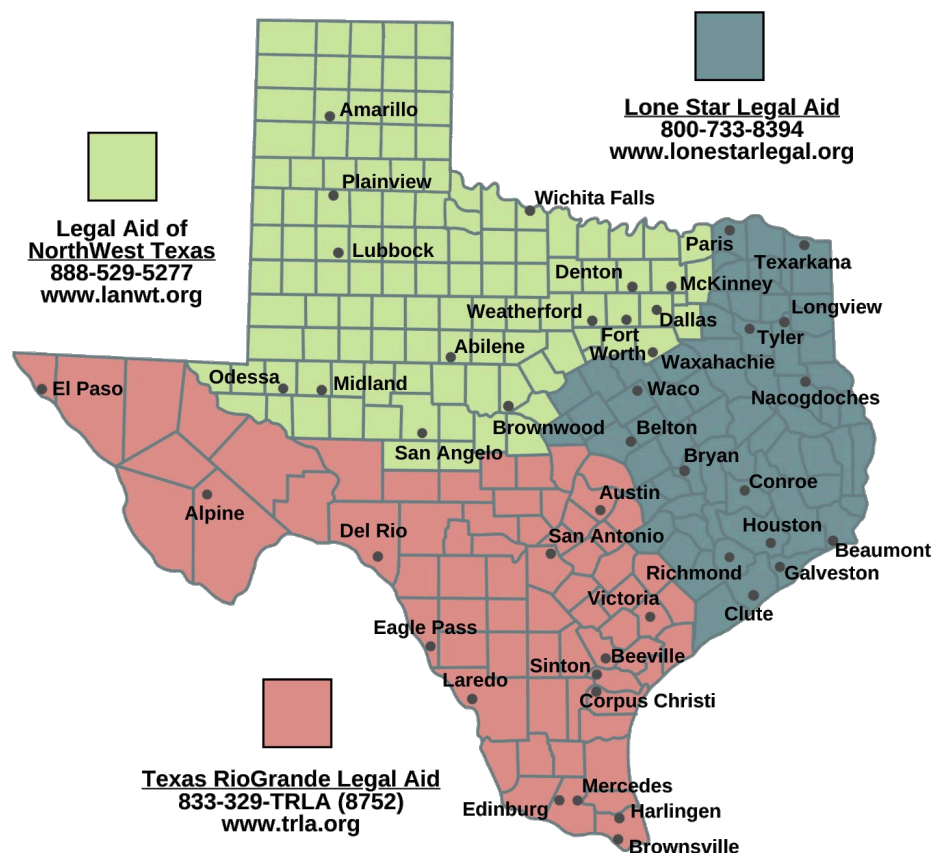 Lone Star Legal Aid
800-733-8394
www.lonestarlegal.org
Legal Aid of
NorthWest Texas
888-529-5277
www.lanwt.org
Amarillo
Plainview
Wichita Falls
Lubbock
Paris
Texarkana
Denton
McKinney
Weatherford
Dallas
Longview
Fort
Worth
Tyler
Abilene
Waxahachie
El Paso
Odessa
Midland
Waco
Nacogdoches
Brownwood
Belton
San Angelo
Bryan
Conroe
Alpine
Austin
Del Rio
San Antonio
Houston
Beaumont
Richmond
Galveston
Victoria
Clute
Eagle Pass
Beeville
Sinton
Laredo
Corpus Christi
Texas RioGrande Legal Aid
833-329-TRLA (8752)
www.trla.org
Mercedes
Edinburg
Harlingen
Brownsville